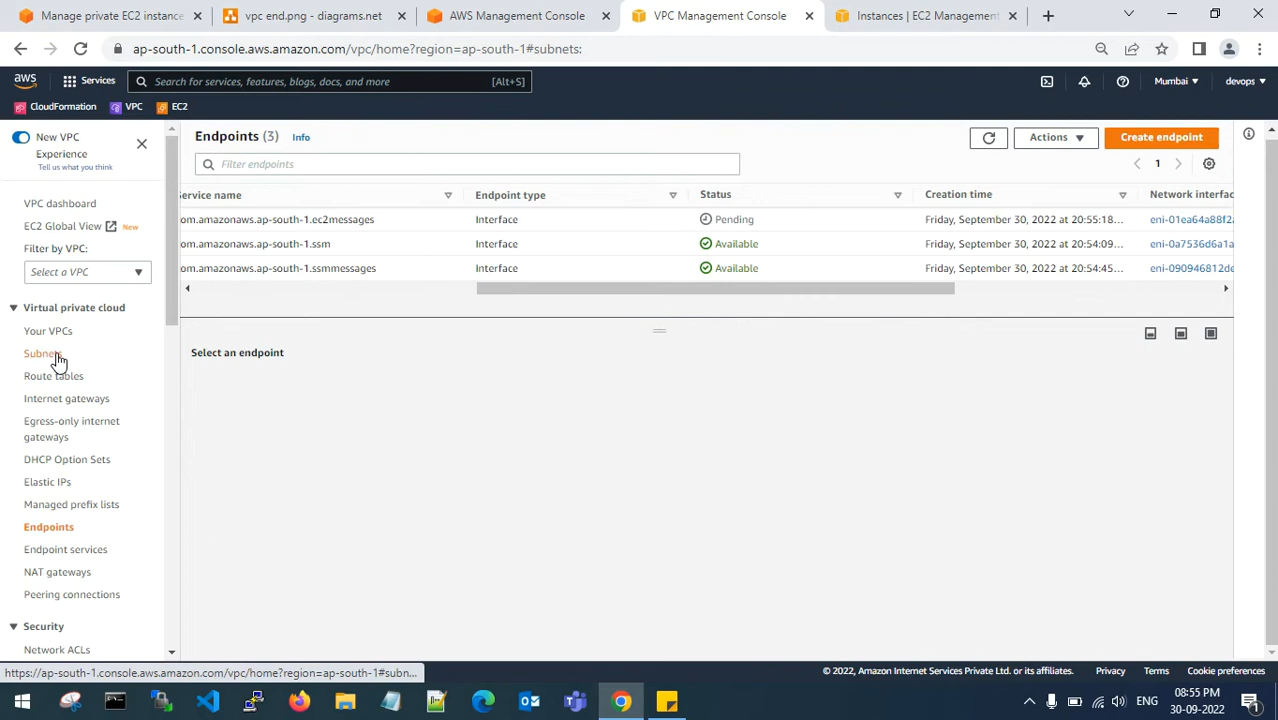 Manage private EC2 instance
vpc end.png - diagrams.net
AWS Management Console
VPC Management Console
Instances | EC2 Management
ap-south-1.console.aws.amazon.com/vpc/home?region=ap-south-1#subnets:
aws
Services
Search for services, features, blogs, docs, and more
[Alt+S]
Mumbai
devops
CloudFormation
VPC
EC2
New VPC
Experience
Tell us what you think
VPC dashboard
EC2 Global View
New
Filter by VPC:
Select a VPC
Virtual private cloud
Your VPCs
Subnets
Route tables
Internet gateways
Egress-only internet
gateways
DHCP Option Sets
Elastic IPs
Managed prefix lists
Endpoints
Endpoint services
NAT gateways
Peering connections
Security
Network ACLs
Endpoints (3)
Info
Actions
Create endpoint
Filter endpoints
1
Service name
Endpoint type
Status
Creation time
Network interfac
om.amazonaws.ap-south-1.ec2messages
Interface
Pending
Friday, September 30, 2022 at 20:55:18...
eni-01ea64a88f2
om.amazonaws.ap-south-1.ssm
Interface
Available
Friday, September 30, 2022 at 20:54:09...
eni-0a7536d6a1a
om.amazonaws.ap-south-1.ssmmessages
Interface
Available
Friday, September 30, 2022 at 20:54:45...
eni-090946812de
Select an endpoint
https://ap-south-1.console.aws.amazon.com/vpc/home?region=ap-south-1#subn...
© 2022, Amazon Internet Services Private Ltd. or its affiliates.
Privacy
Terms
Cookie preferences
ENG
08:55 PM
30-09-2022
1